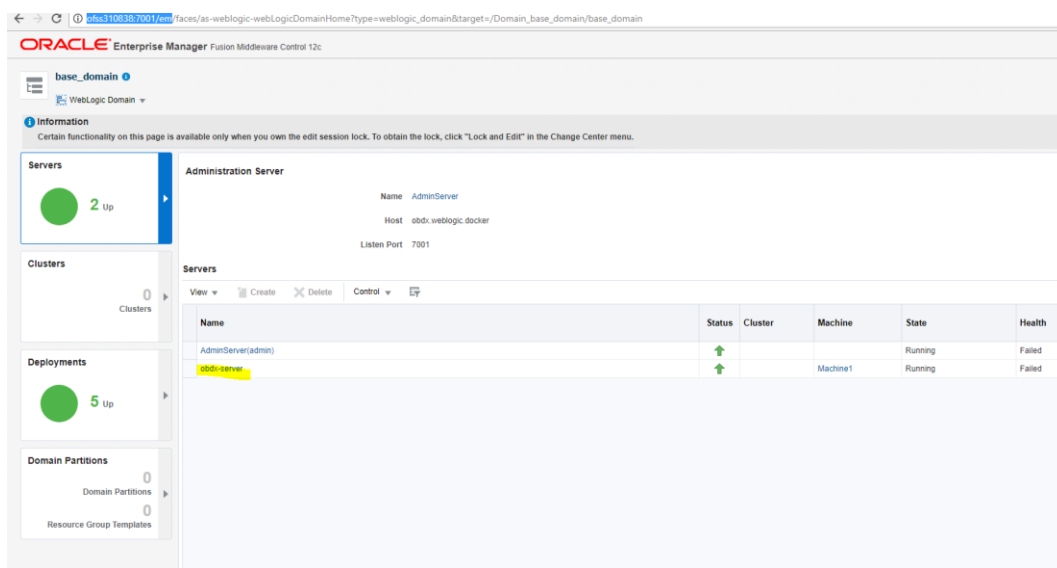 ofss310838:7001/em/faces/as-weblogic-webLogicDomainHome?type=weblogic_domain&target=/Domain_base_domain/base_domain
ORACLE Enterprise Manager Fusion Middleware Control 12c
base_domain
WebLogic Domain
Information
Certain functionality on this page is available only when you own the edit session lock. To obtain the lock, click "Lock and Edit" in the Change Center menu.
Servers
2 Up
Clusters
0
Clusters
Deployments
5 Up
Domain Partitions
0
Domain Partitions
0
Resource Group Templates
Administration Server
Name AdminServer
Host obdx.weblogic.docker
Listen Port 7001
Servers
View Create Delete Control
Name Status Cluster Machine State Health
AdminServer(admin) Running Failed
obdx-server Machine1 Running Failed